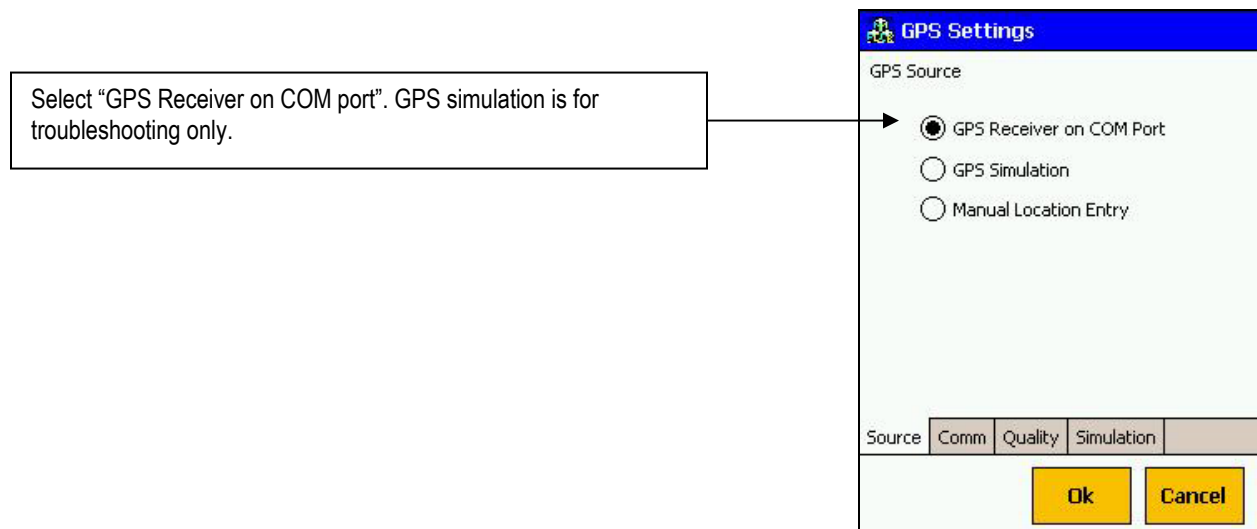 GPS Settings
GPS Source
Select “GPS Receiver on COM port”. GPS simulation is for
troubleshooting only.
GPS Receiver on COM Port
GPS Simulation
Manual Location Entry
Source Comm Quality Simulation
Ok Cancel